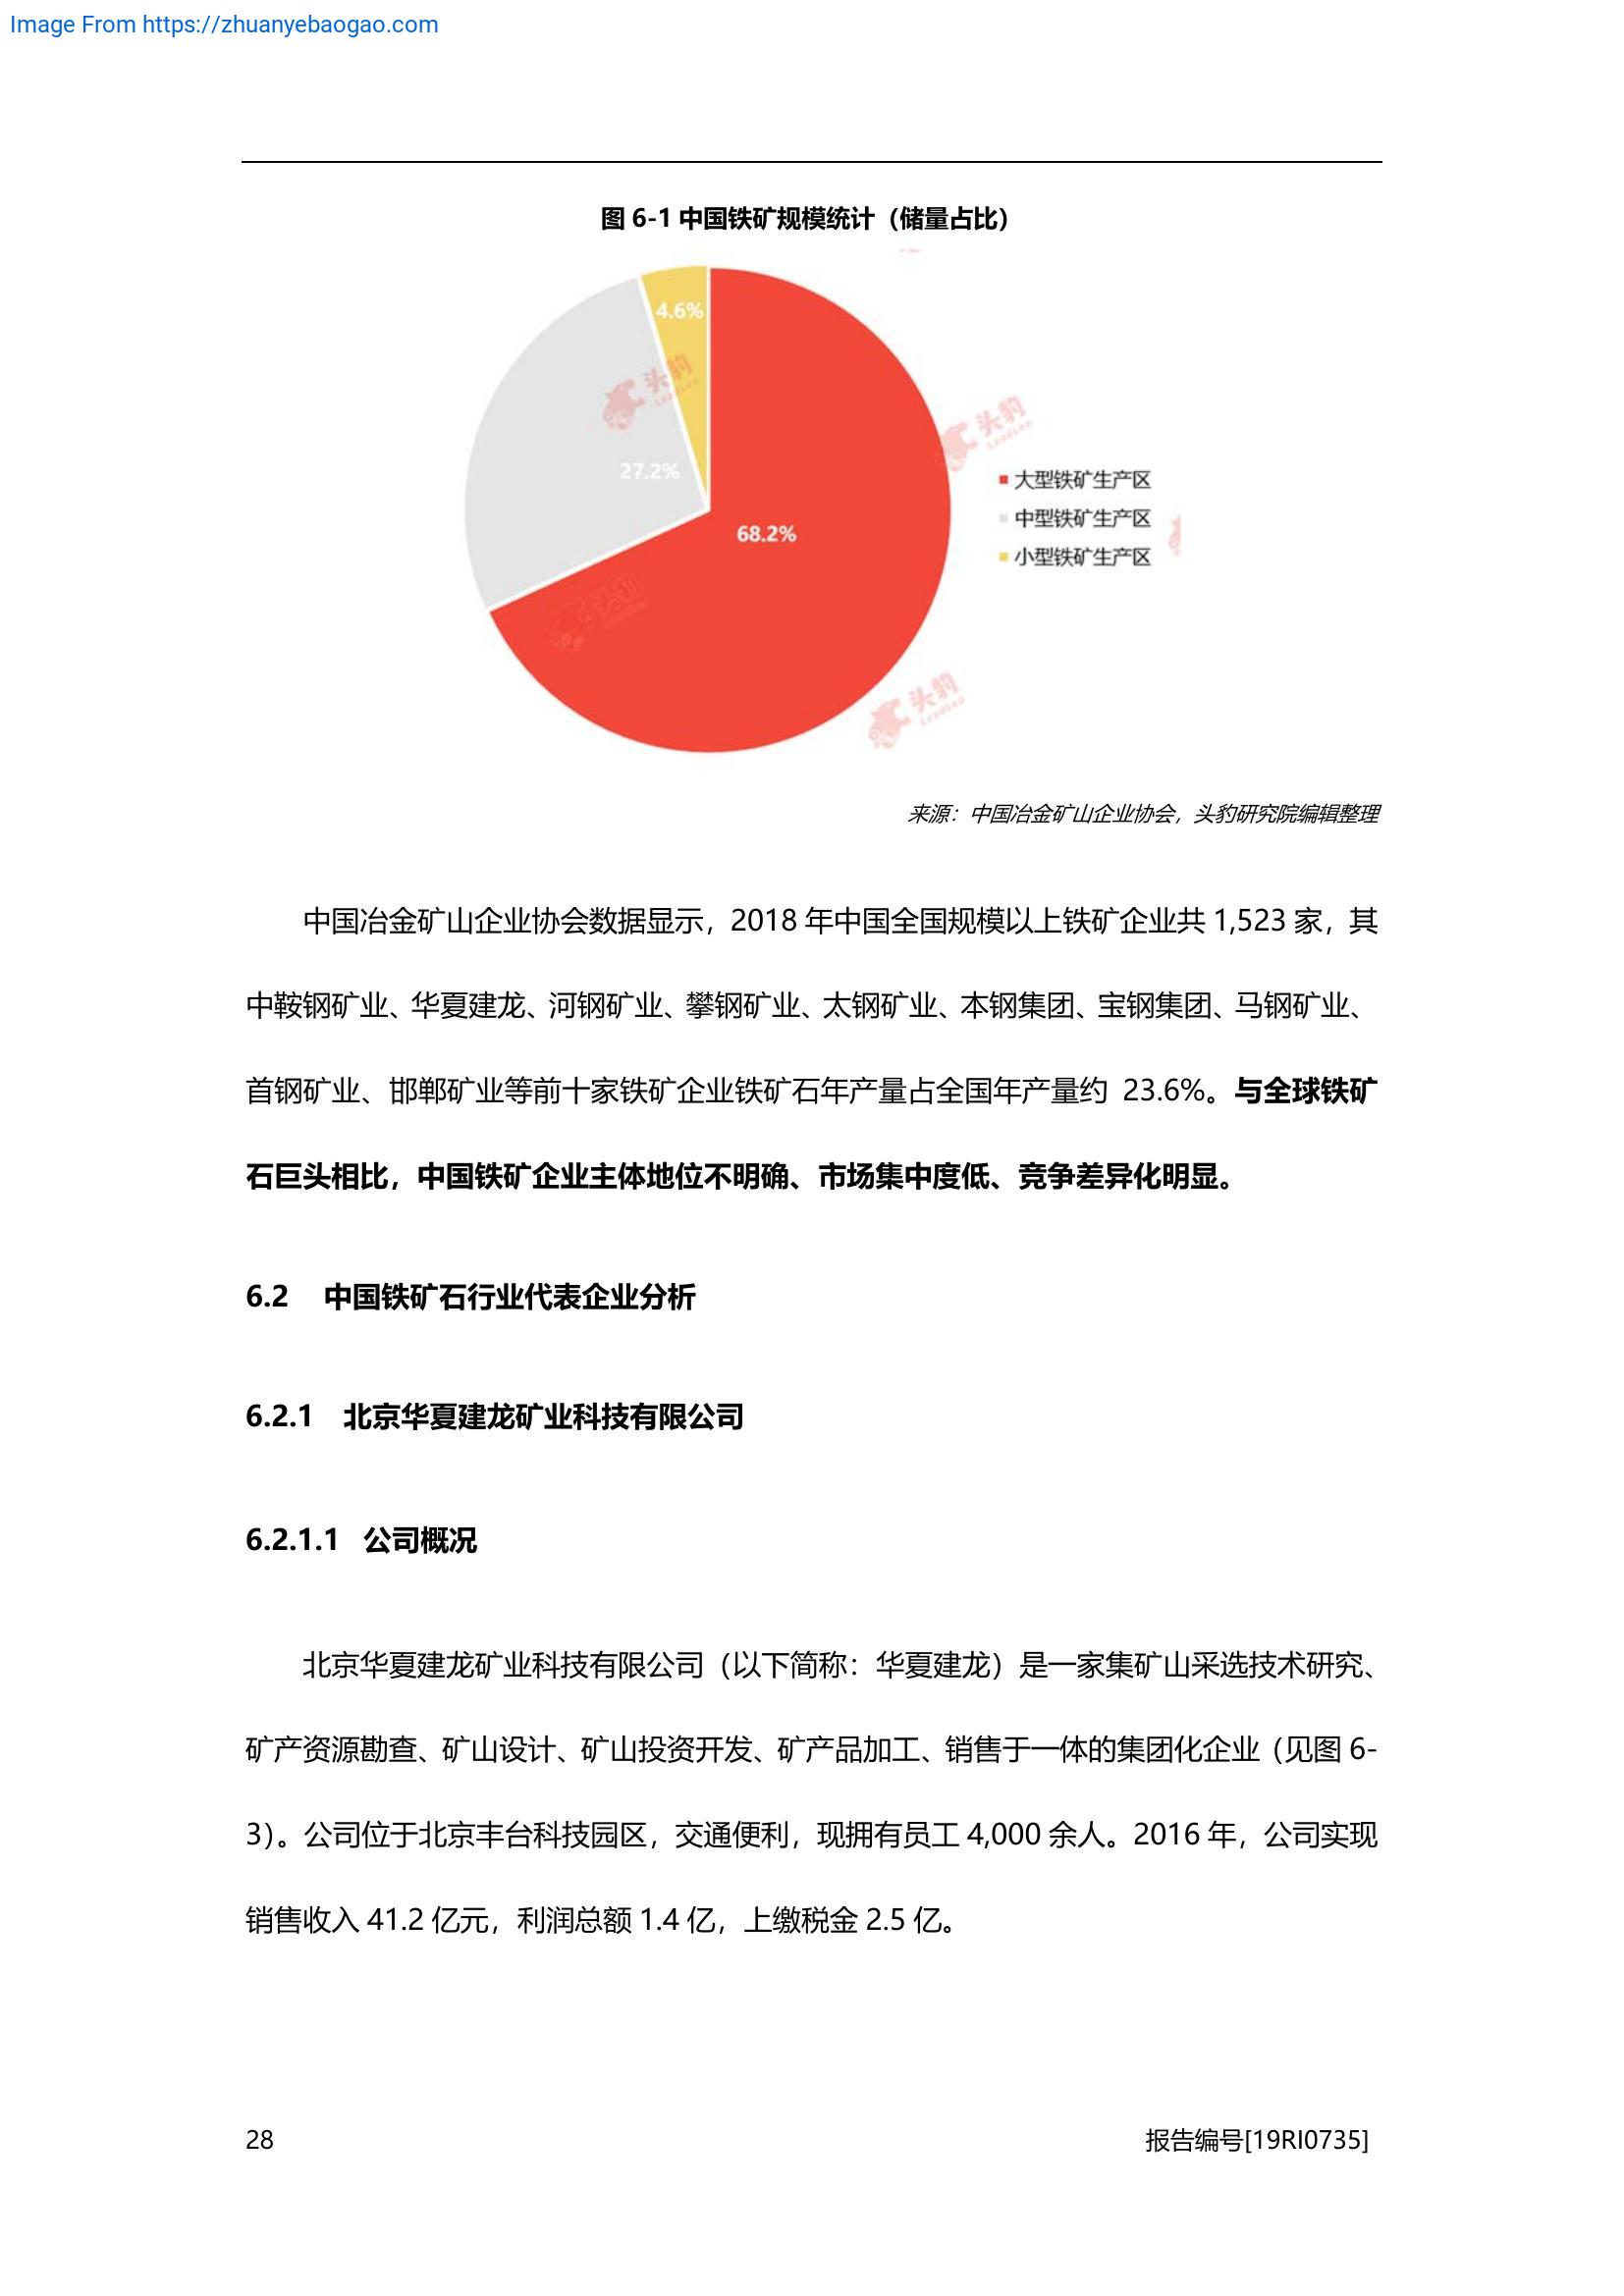 Image From https://zhuanyebaogao.com
图 6-1 中国铁矿规模统计（储量占比）
4.6%
27.2%
68.2%
头豹
LeadLeo
头豹
LeadLeo
大型铁矿生产区
中型铁矿生产区
小型铁矿生产区
头豹
头豹
LeadLeo
来源：中国冶金矿山企业协会，头豹研究院编辑整理
中国冶金矿山企业协会数据显示，2018 年中国全国规模以上铁矿企业共 1,523 家，其
中鞍钢矿业、华夏建龙、河钢矿业、攀钢矿业、太钢矿业、本钢集团、宝钢集团、马钢矿业、
首钢矿业、邯郸矿业等前十家铁矿企业铁矿石年产量占全国年产量约 23.6%。与全球铁矿
石巨头相比，中国铁矿企业主体地位不明确、市场集中度低、竞争差异化明显。
6.2 中国铁矿石行业代表企业分析
6.2.1 北京华夏建龙矿业科技有限公司
6.2.1.1 公司概况
北京华夏建龙矿业科技有限公司（以下简称：华夏建龙）是一家集矿山采选技术研究、
矿产资源勘查、矿山设计、矿山投资开发、矿产品加工、销售于一体的集团化企业（见图 6-
3）。公司位于北京丰台科技园区，交通便利，现拥有员工 4,000 余人。2016 年，公司实现
销售收入 41.2 亿元，利润总额 1.4 亿，上缴税金 2.5 亿。
28
报告编号[19RI0735]